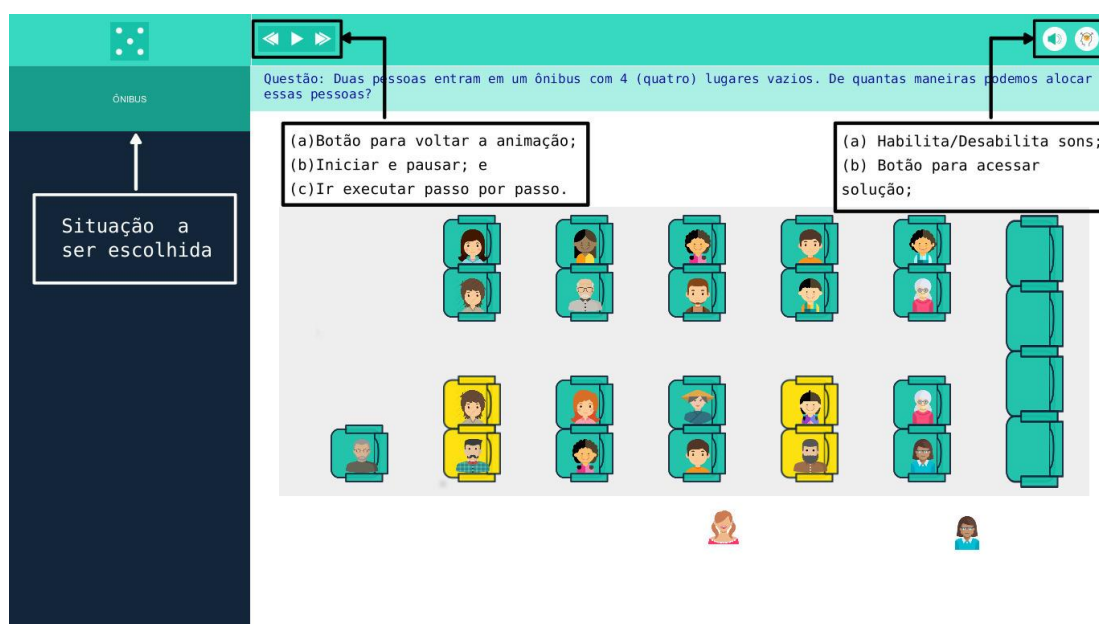 Questão: Duas pessoas entram em um ônibus com 4 (quatro) lugares vazios. De quantas maneiras podemos alocar
essas pessoas?
ÔNIBUS
(a)Botão para voltar a animação;
(b)Iniciar e pausar; e
(c)Ir executar passo por passo.
(a) Habilita/Desabilita sons;
(b) Botão para acessar
solução;
Situação a
ser escolhida